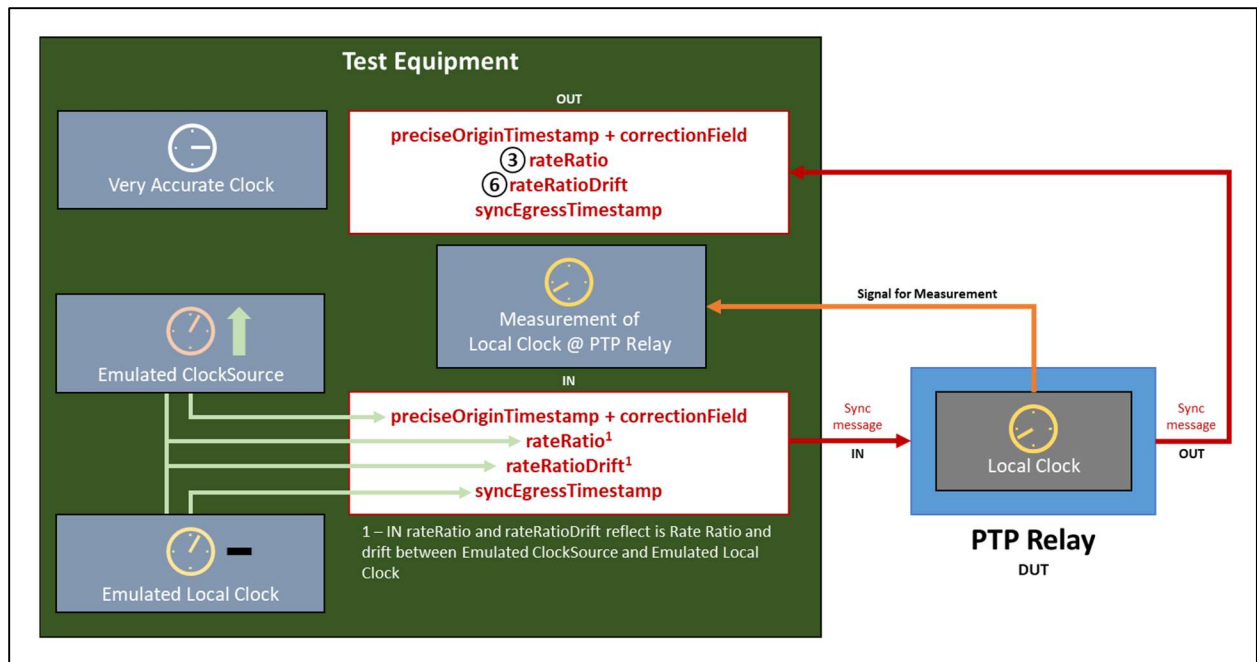 Test Equipment
OUT
Very Accurate Clock
preciseOriginTimestamp + correctionField
3 rateRatio
6 rateRatioDrift
syncEgressTimestamp
Measurement of
Local Clock @ PTP Relay
Signal for Measurement
Emulated ClockSource
IN
preciseOriginTimestamp + correctionField
rateRatio¹
rateRatioDrift¹
syncEgressTimestamp
Sync
message
IN
Local Clock
Sync
message
OUT
1 – IN rateRatio and rateRatioDrift reflect is Rate Ratio and
drift between Emulated ClockSource and Emulated Local
Clock
Emulated Local Clock
PTP Relay
DUT